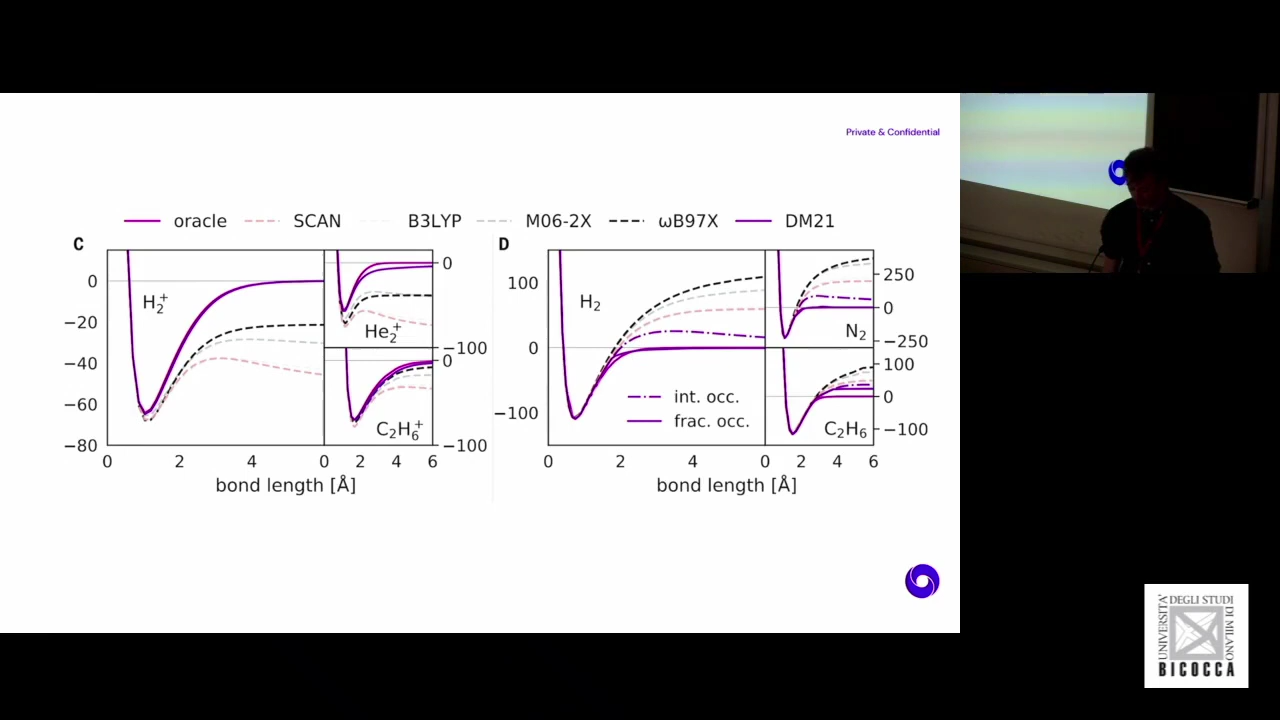 Private & Confidential
oracle SCAN B3LYP M06-2X ωB97X DM21
C
0
−20
−40
−60
−80
H₂⁺
He₂⁺
C₂H₆⁺
0
−100
0
−100
0 2 4 0 2 4 6
bond length [Å]
D
100
0
−100
H₂
int. occ.
frac. occ.
N₂
C₂H₆
250
0
−250
100
0
−100
0 2 4 0 2 4 6
bond length [Å]
UNIVERSITA'
DEGLI STUDI
DI MILANO
BICOCCA